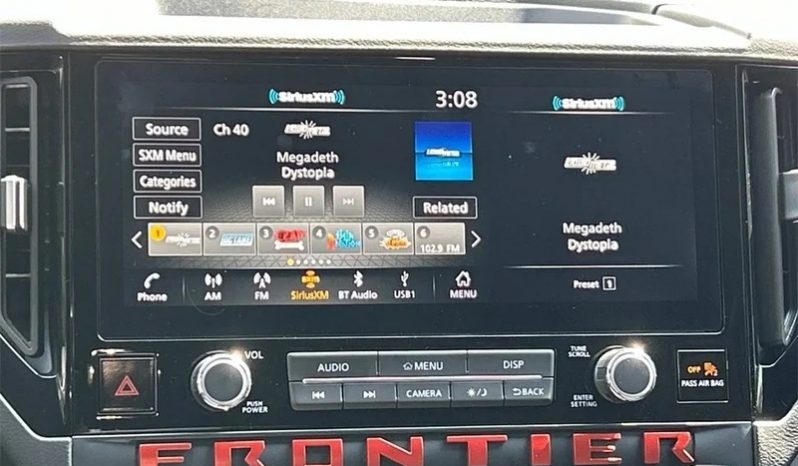 SiriusXM 3:08 SiriusXM
Source Ch 40
SXM Menu Megadeth
Categories Dystopia
Notify Related
1 2 3 4 5 6
102.9 FM
Megadeth
Dystopia
Phone AM FM SiriusXM BT Audio USB1 MENU
Preset 1
VOL
PUSH POWER
AUDIO MENU DISP
CAMERA BACK
TUNE SCROLL
ENTER SETTING
OFF 2
PASS AIR BAG
FRONTIER